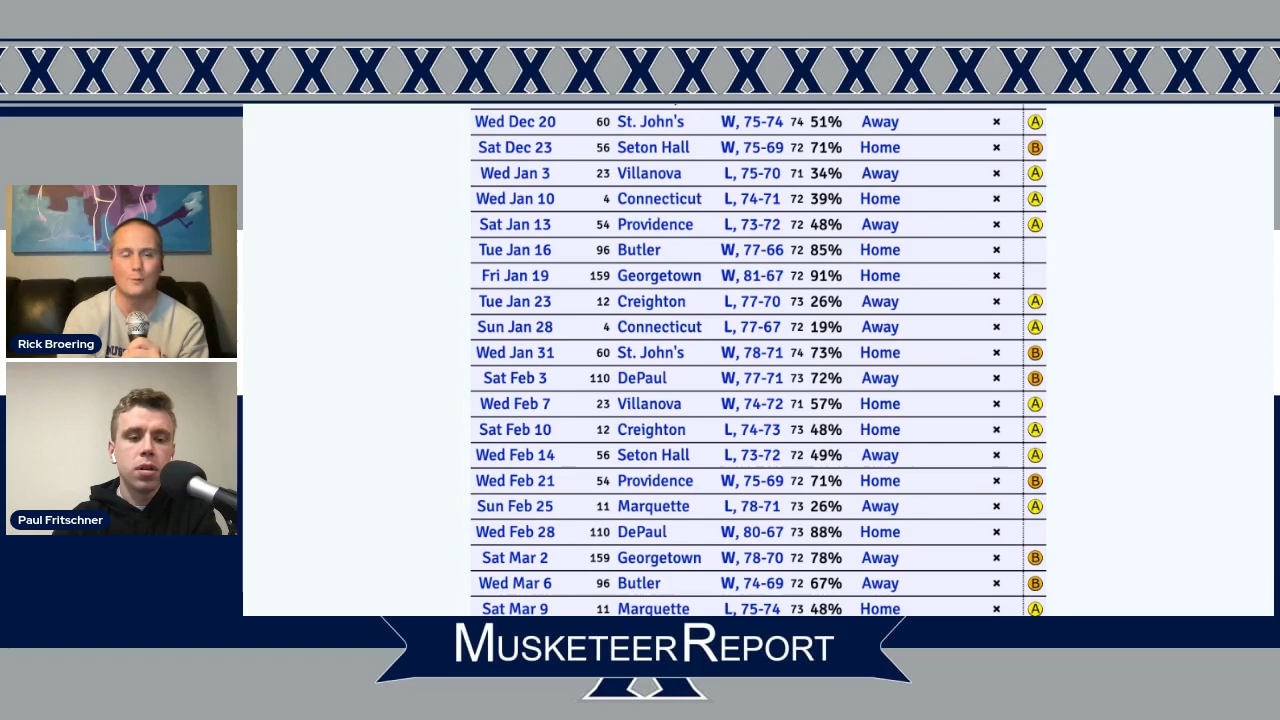 Wed Dec 20 60 St. John's W, 75-74 74 51% Away × A
Sat Dec 23 56 Seton Hall W, 75-69 72 71% Home × B
Wed Jan 3 23 Villanova L, 75-70 71 34% Away × A
Wed Jan 10 4 Connecticut L, 74-71 72 39% Home × A
Sat Jan 13 54 Providence L, 73-72 72 48% Away × A
Tue Jan 16 96 Butler W, 77-66 72 85% Home ×
Fri Jan 19 159 Georgetown W, 81-67 72 91% Home ×
Tue Jan 23 12 Creighton L, 77-70 73 26% Away × A
Sun Jan 28 4 Connecticut L, 77-67 72 19% Away × A
Wed Jan 31 60 St. John's W, 78-71 74 73% Home × B
Sat Feb 3 110 DePaul W, 77-71 73 72% Away × B
Wed Feb 7 23 Villanova W, 74-72 71 57% Home × A
Sat Feb 10 12 Creighton L, 74-73 73 48% Home × A
Wed Feb 14 56 Seton Hall L, 73-72 72 49% Away × A
Wed Feb 21 54 Providence W, 75-69 72 71% Home × B
Sun Feb 25 11 Marquette L, 78-71 73 26% Away × A
Wed Feb 28 110 DePaul W, 80-67 73 88% Home ×
Sat Mar 2 159 Georgetown W, 78-70 72 78% Away × B
Wed Mar 6 96 Butler W, 74-69 72 67% Away × B
Sat Mar 9 11 Marquette L, 75-74 73 48% Home × A
Rick Broering
Paul Fritschner
MUSKETEERREPORT